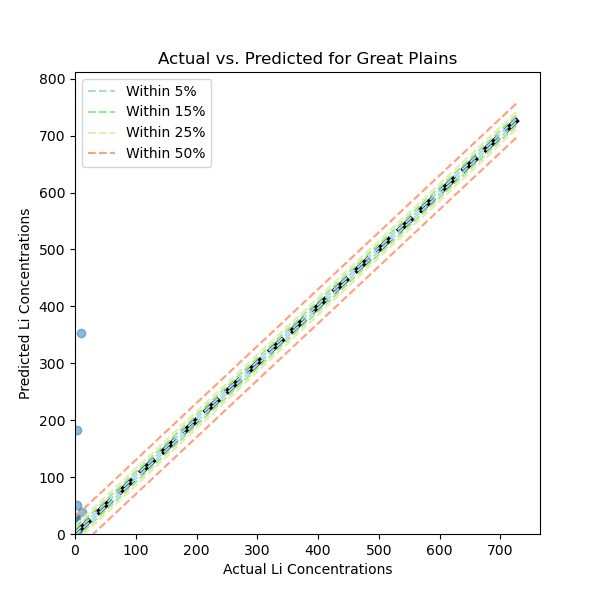 Actual vs. Predicted for Great Plains
Within 5%
Within 15%
Within 25%
Within 50%
800
700
600
500
400
300
200
100
0
Predicted Li Concentrations
0 100 200 300 400 500 600 700
Actual Li Concentrations